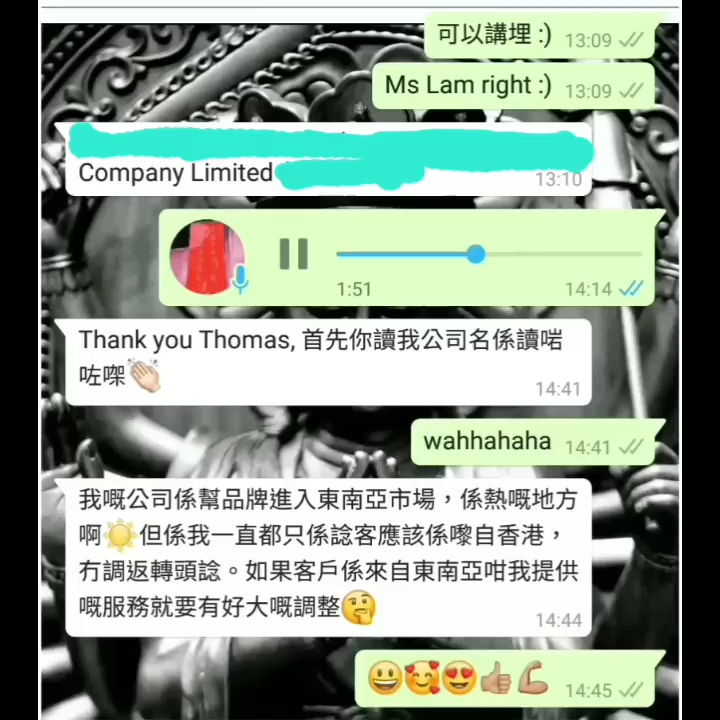 可以講埋 :) 13:09
Ms Lam right :) 13:09
Company Limited
13:10
1:51 14:14
Thank you Thomas, 首先你讀我公司名係讀啱
咗㗎👏🏻
14:41
wahhahaha 14:41
我嘅公司係幫品牌進入東南亞市場，係熱嘅地方
啊☀️但係我一直都只係諗客應該係嚟自香港，
冇調返轉頭諗。如果客戶係來自東南亞咁我提供
嘅服務就要有好大嘅調整🤔
14:44
😃🥰😍👍🏽💪🏽 14:45